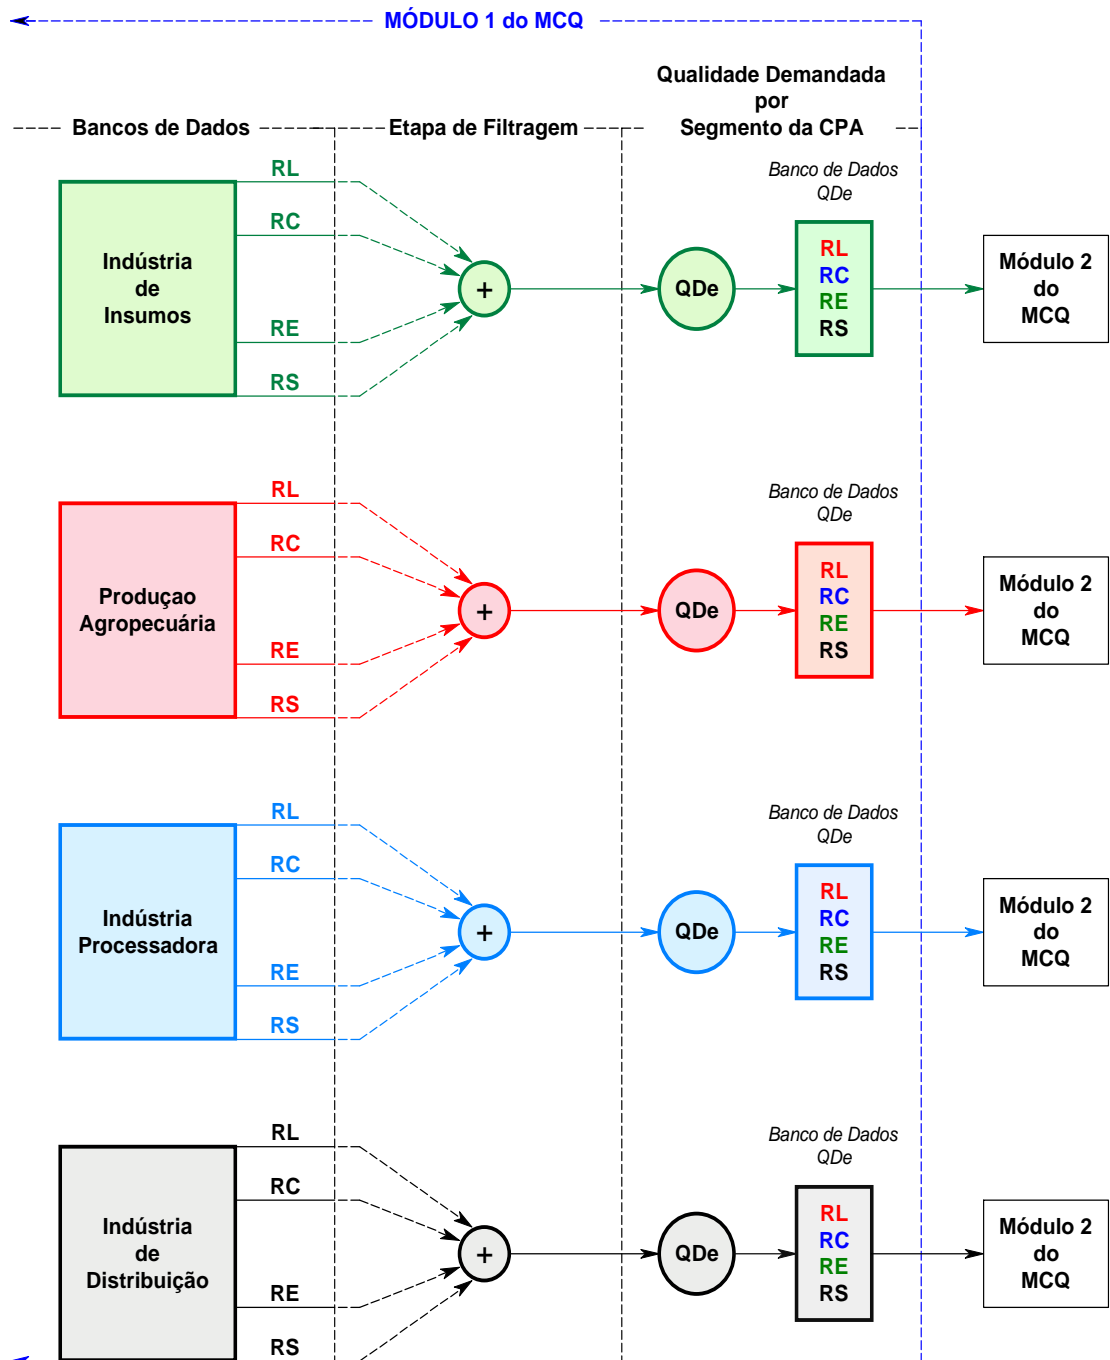 MÓDULO 1 do MCQ
Qualidade Demandada
por
Segmento da CPA
Bancos de Dados
Etapa de Filtragem
Banco de Dados
QDe
RL
RC
RE
RS
Indústria
de
Insumos
+
QDe
RL
RC
RE
RS
Módulo 2
do
MCQ
Banco de Dados
QDe
RL
RC
RE
RS
Produçao
Agropecuária
+
QDe
RL
RC
RE
RS
Módulo 2
do
MCQ
Banco de Dados
QDe
RL
RC
RE
RS
Indústria
Processadora
+
QDe
RL
RC
RE
RS
Módulo 2
do
MCQ
Banco de Dados
QDe
RL
RC
RE
RS
Indústria
de
Distribuição
+
QDe
RL
RC
RE
RS
Módulo 2
do
MCQ